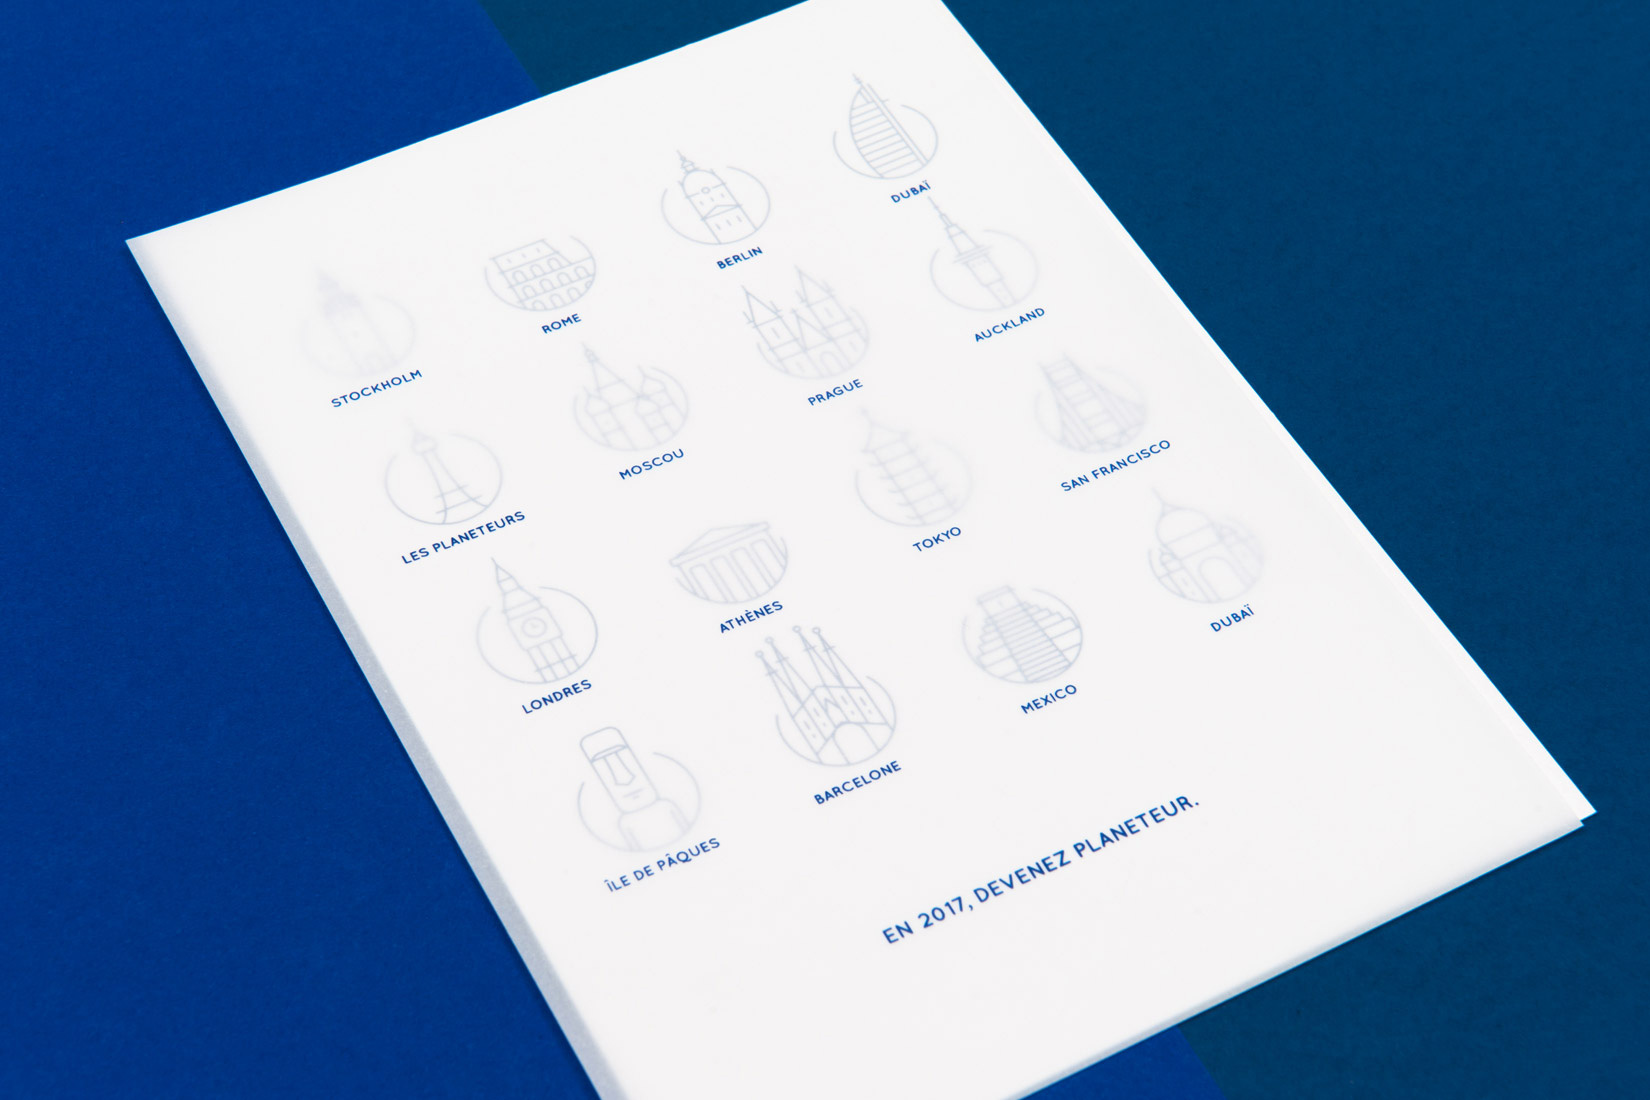 STOCKHOLM
ROME
BERLIN
DUBAÏ
LES PLANETEURS
MOSCOU
PRAGUE
AUCKLAND
LONDRES
ATHÈNES
TOKYO
SAN FRANCISCO
ÎLE DE PÂQUES
BARCELONE
MEXICO
DUBAÏ
EN 2017, DEVENEZ PLANETEUR.